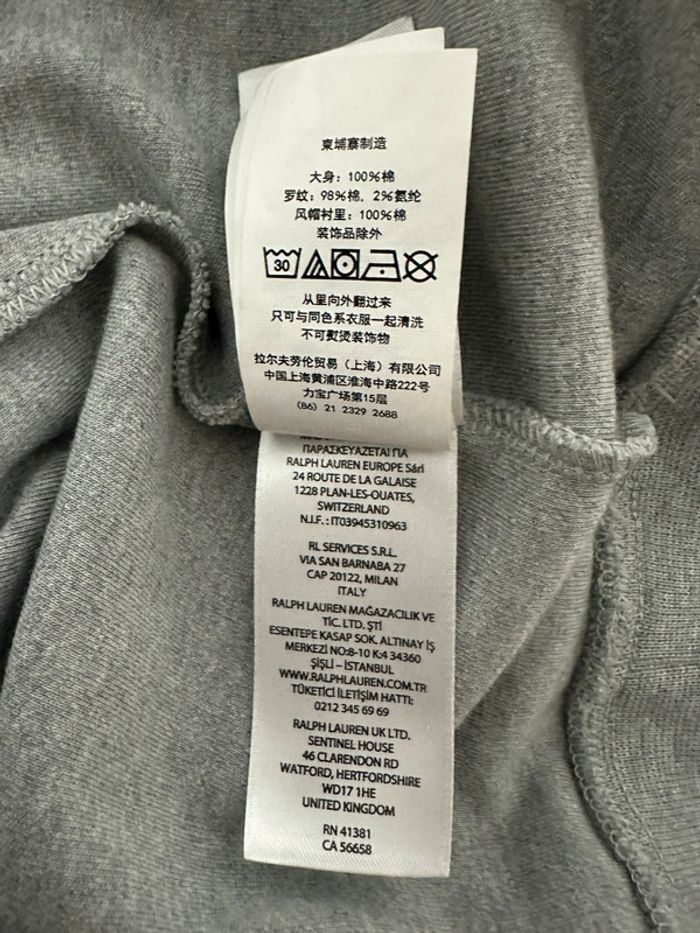 柬埔寨制造
大身：100%棉
罗纹：98%棉，2%氨纶
风帽衬里：100%棉
装饰品除外
30
从里向外翻过来
只可与同色系衣服一起清洗
不可熨烫装饰物
拉尔夫劳伦贸易（上海）有限公司
中国上海黄浦区淮海中路222号
力宝广场第15层
(86) 21 2329 2688
ΠΑΡΑΣΚΕΥΑΖΕΤΑΙ ΓΙΑ
RALPH LAUREN EUROPE Sàrl
24 ROUTE DE LA GALAISE
1228 PLAN-LES-OUATES,
SWITZERLAND
N.I.F.: IT03945310963
RL SERVICES S.R.L.
VIA SAN BARNABA 27
CAP 20122, MILAN
ITALY
RALPH LAUREN MAĞAZACILIK VE
TİC. LTD. ŞTİ
ESENTEPE KASAP SOK. ALTINAY İŞ
MERKEZİ NO:8-10 K:4 34360
ŞİŞLİ – İSTANBUL
WWW.RALPHLAUREN.COM.TR
TÜKETİCİ İLETİŞİM HATTI:
0212 345 69 69
RALPH LAUREN UK LTD.
SENTINEL HOUSE
46 CLARENDON RD
WATFORD, HERTFORDSHIRE
WD17 1HE
UNITED KINGDOM
RN 41381
CA 56658